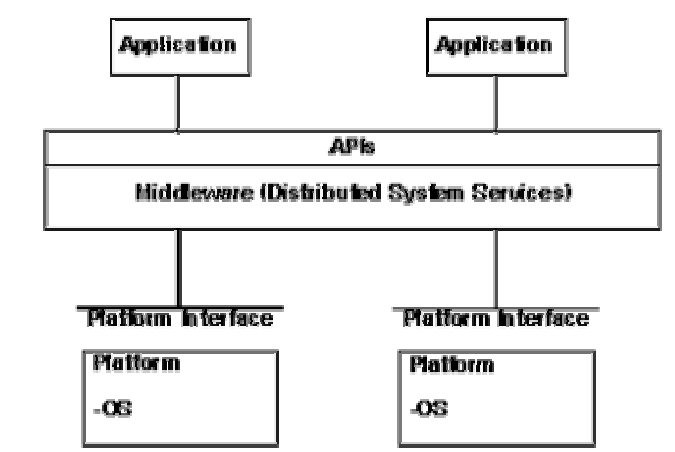 Application
Application
APIs
Middleware (Distributed System Services)
Platform Interface
Platform Interface
Platform
-OS
Platform
-OS